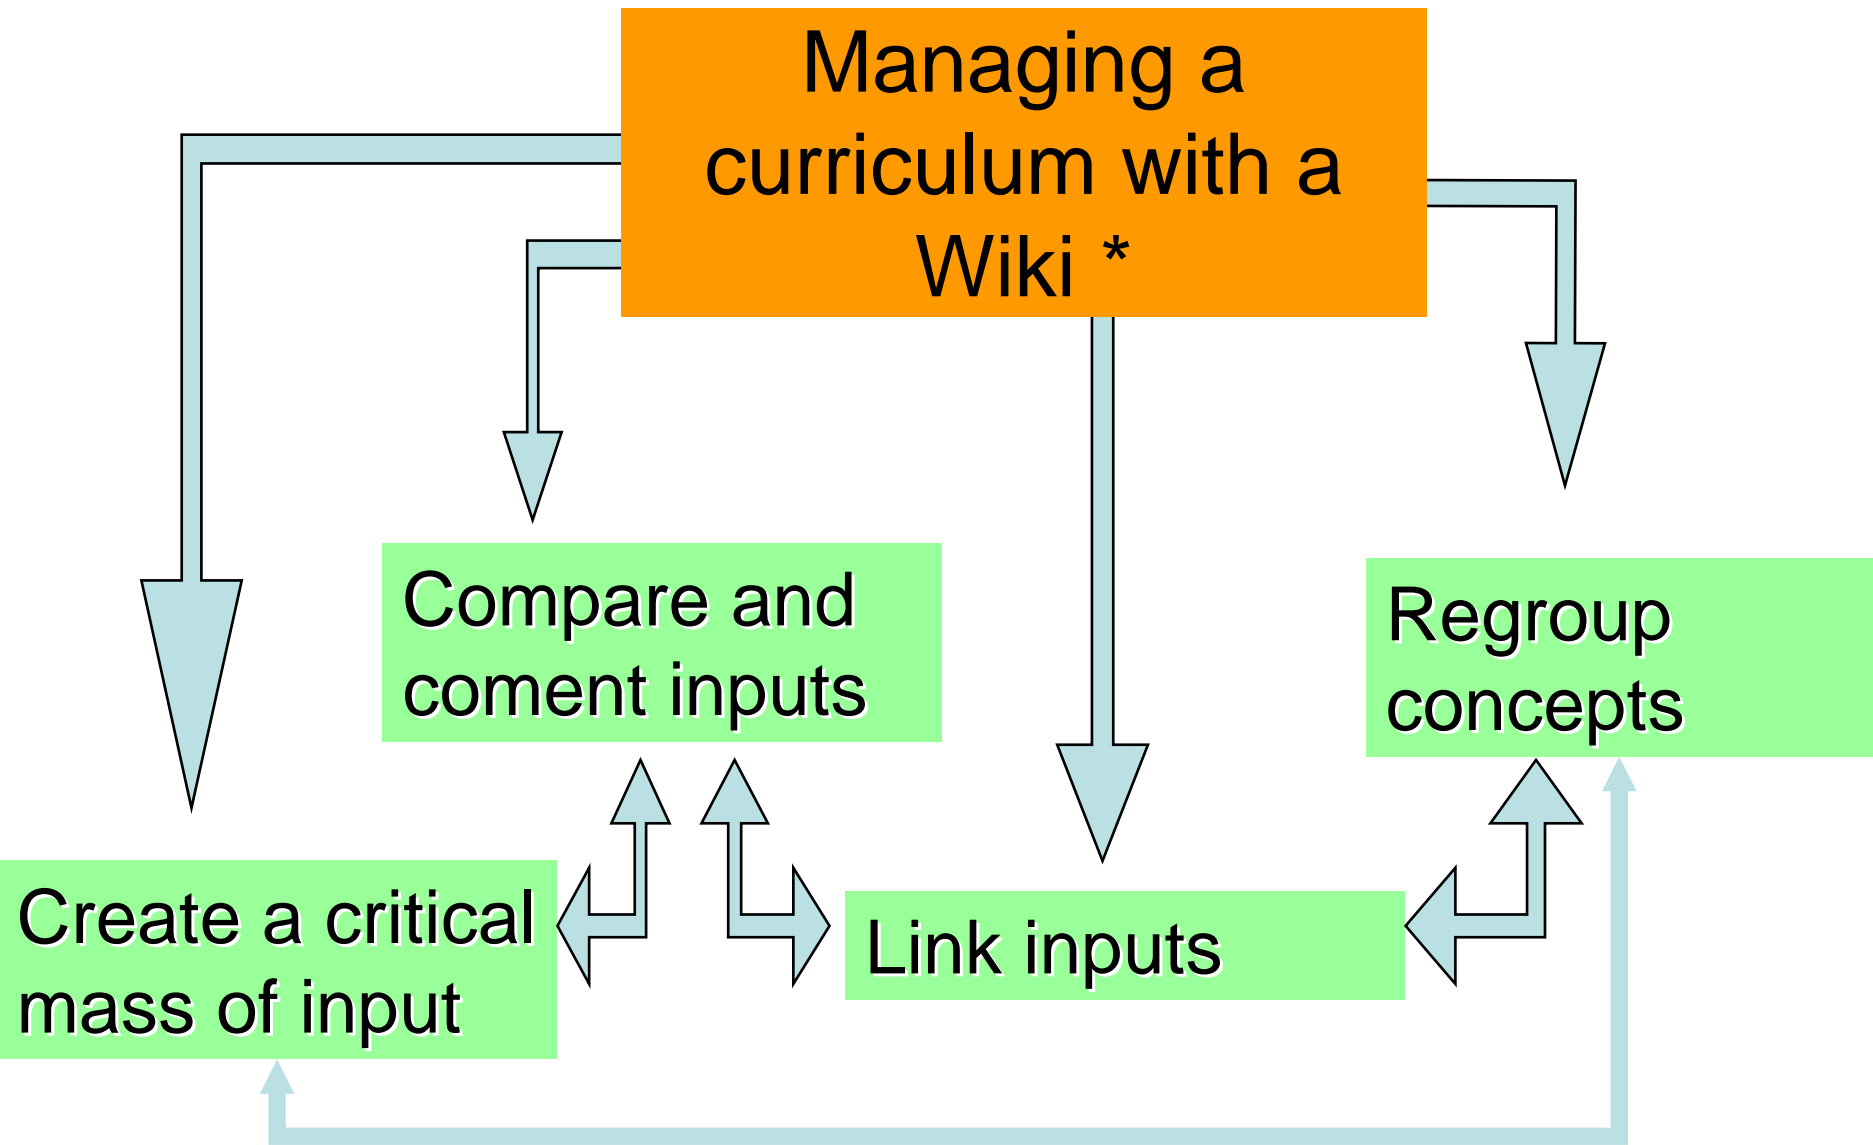 Managing a
curriculum with a
Wiki *
Compare and
coment inputs
Regroup
concepts
Create a critical
mass of input
Link inputs